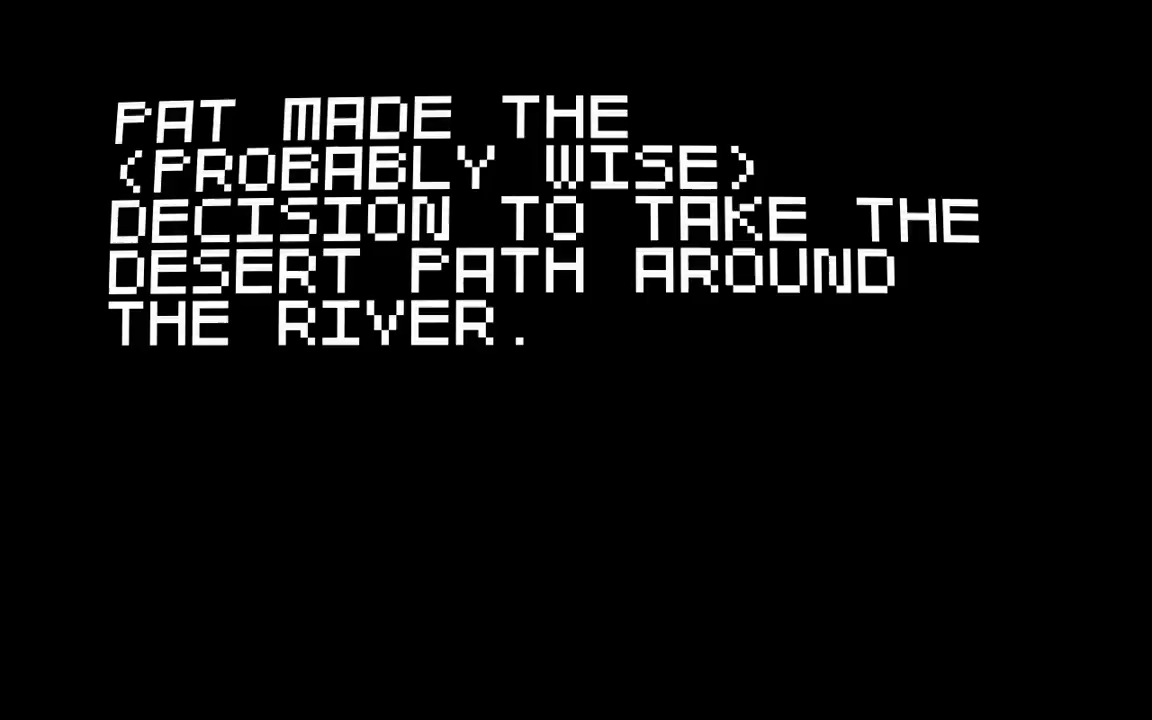 PAT MADE THE
(PROBABLY WISE)
DECISION TO TAKE THE
DESERT PATH AROUND
THE RIVER.